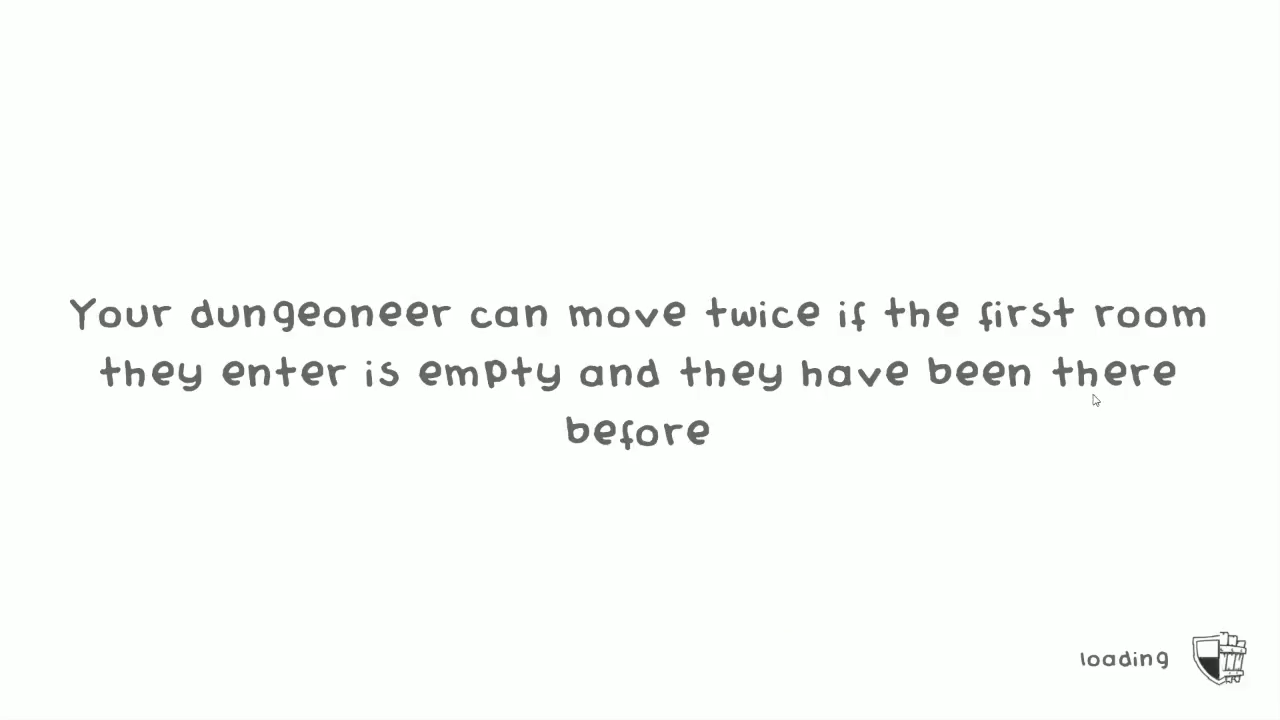 Your dungeoneer can move twice if the first room
they enter is empty and they have been there
before
loading